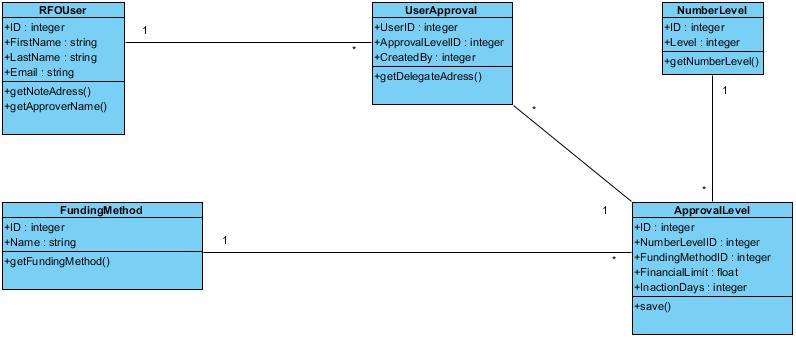 RFOUser
+ID : integer
+FirstName : string
+LastName : string
+Email : string
+getNoteAdress()
+getApproverName()
1
*
UserApproval
+UserID : integer
+ApprovalLevelID : integer
+CreatedBy : integer
+getDelegateAdress()
NumberLevel
+ID : integer
+Level : integer
+getNumberLevel()
1
*
*
1
FundingMethod
+ID : integer
+Name : string
+getFundingMethod()
1
*
ApprovalLevel
+ID : integer
+NumberLevelID : integer
+FundingMethodID : integer
+FinancialLimit : float
+InactionDays : integer
+save()